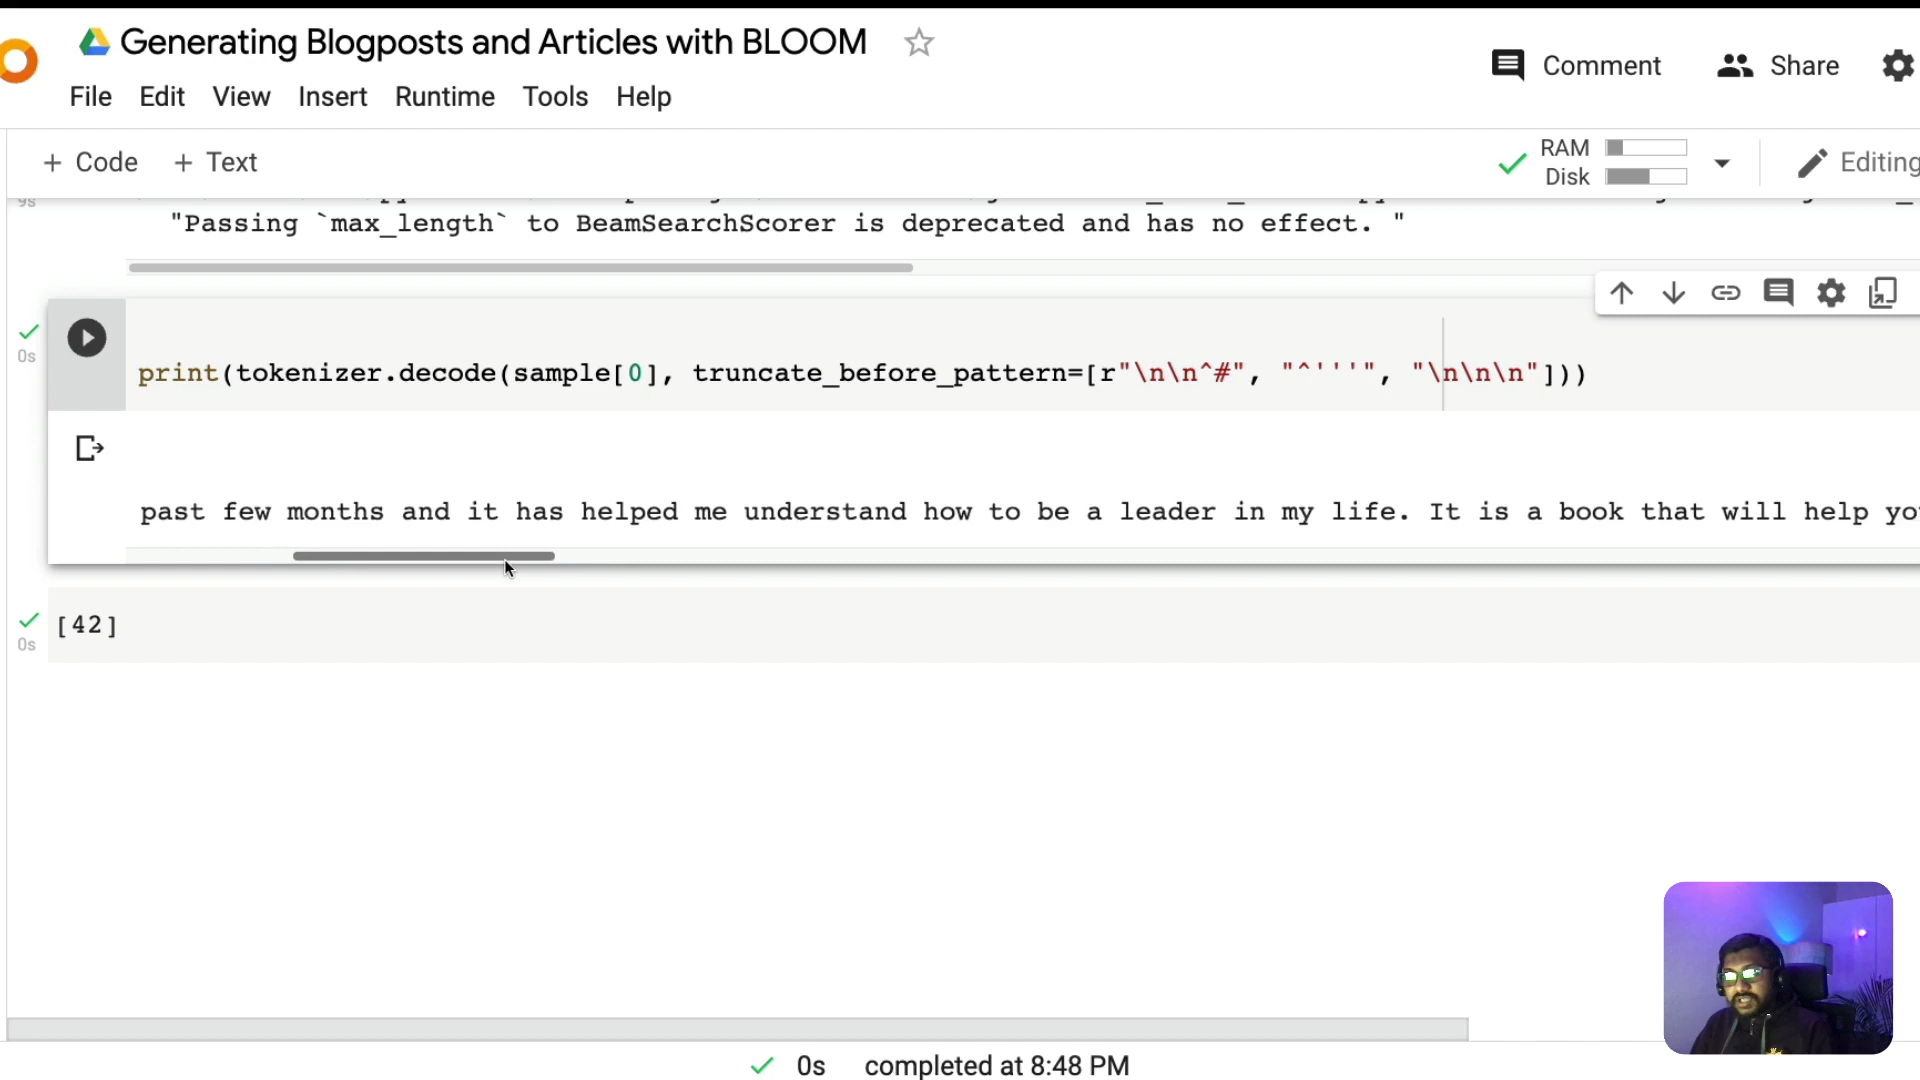 Generating Blogposts and Articles with BLOOM
File Edit View Insert Runtime Tools Help
Comment Share
+ Code + Text
RAM
Disk
Editing
9s
"Passing `max_length` to BeamSearchScorer is deprecated and has no effect. "
0s
print(tokenizer.decode(sample[0], truncate_before_pattern=[r"\n\n^#", "^'''", "\n\n\n"]))
past few months and it has helped me understand how to be a leader in my life. It is a book that will help yo
[42]
0s
0s completed at 8:48 PM